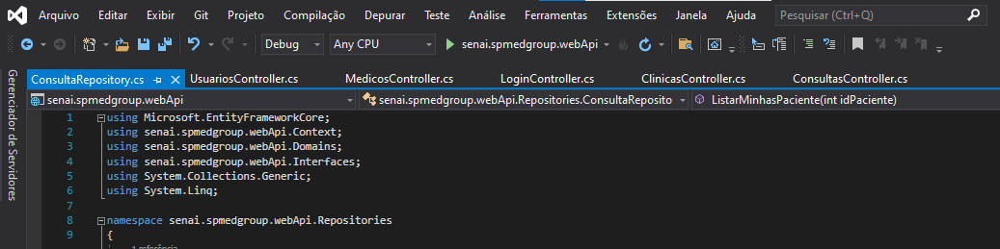 Arquivo Editar Exibir Git Projeto Compilação Depurar Teste Análise Ferramentas Extensões Janela Ajuda Pesquisar (Ctrl+Q)
Debug Any CPU senai.spmedgroup.webApi
ConsultaRepository.cs UsuariosController.cs MedicosController.cs LoginController.cs ClinicasController.cs ConsultasController.cs
senai.spmedgroup.webApi senai.spmedgroup.webApi.Repositories.ConsultaReposito ListarMinhasPaciente(int idPaciente)
Gerenciador de Servidores
1 using Microsoft.EntityFrameworkCore;
2 using senai.spmedgroup.webApi.Context;
3 using senai.spmedgroup.webApi.Domains;
4 using senai.spmedgroup.webApi.Interfaces;
5 using System.Collections.Generic;
6 using System.Linq;
7
8 namespace senai.spmedgroup.webApi.Repositories
9 {
1 referência